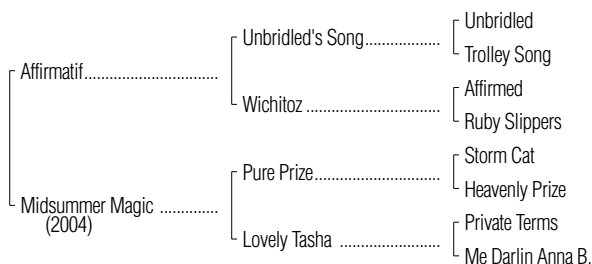 Unbridled
Unbridled's Song..................
Trolley Song
Affirmatif................................
Affirmed
Wichitoz ................................
Ruby Slippers
Storm Cat
Pure Prize..............................
Heavenly Prize
Midsummer Magic ..............
(2004)
Private Terms
Lovely Tasha ........................
Me Darlin Anna B.